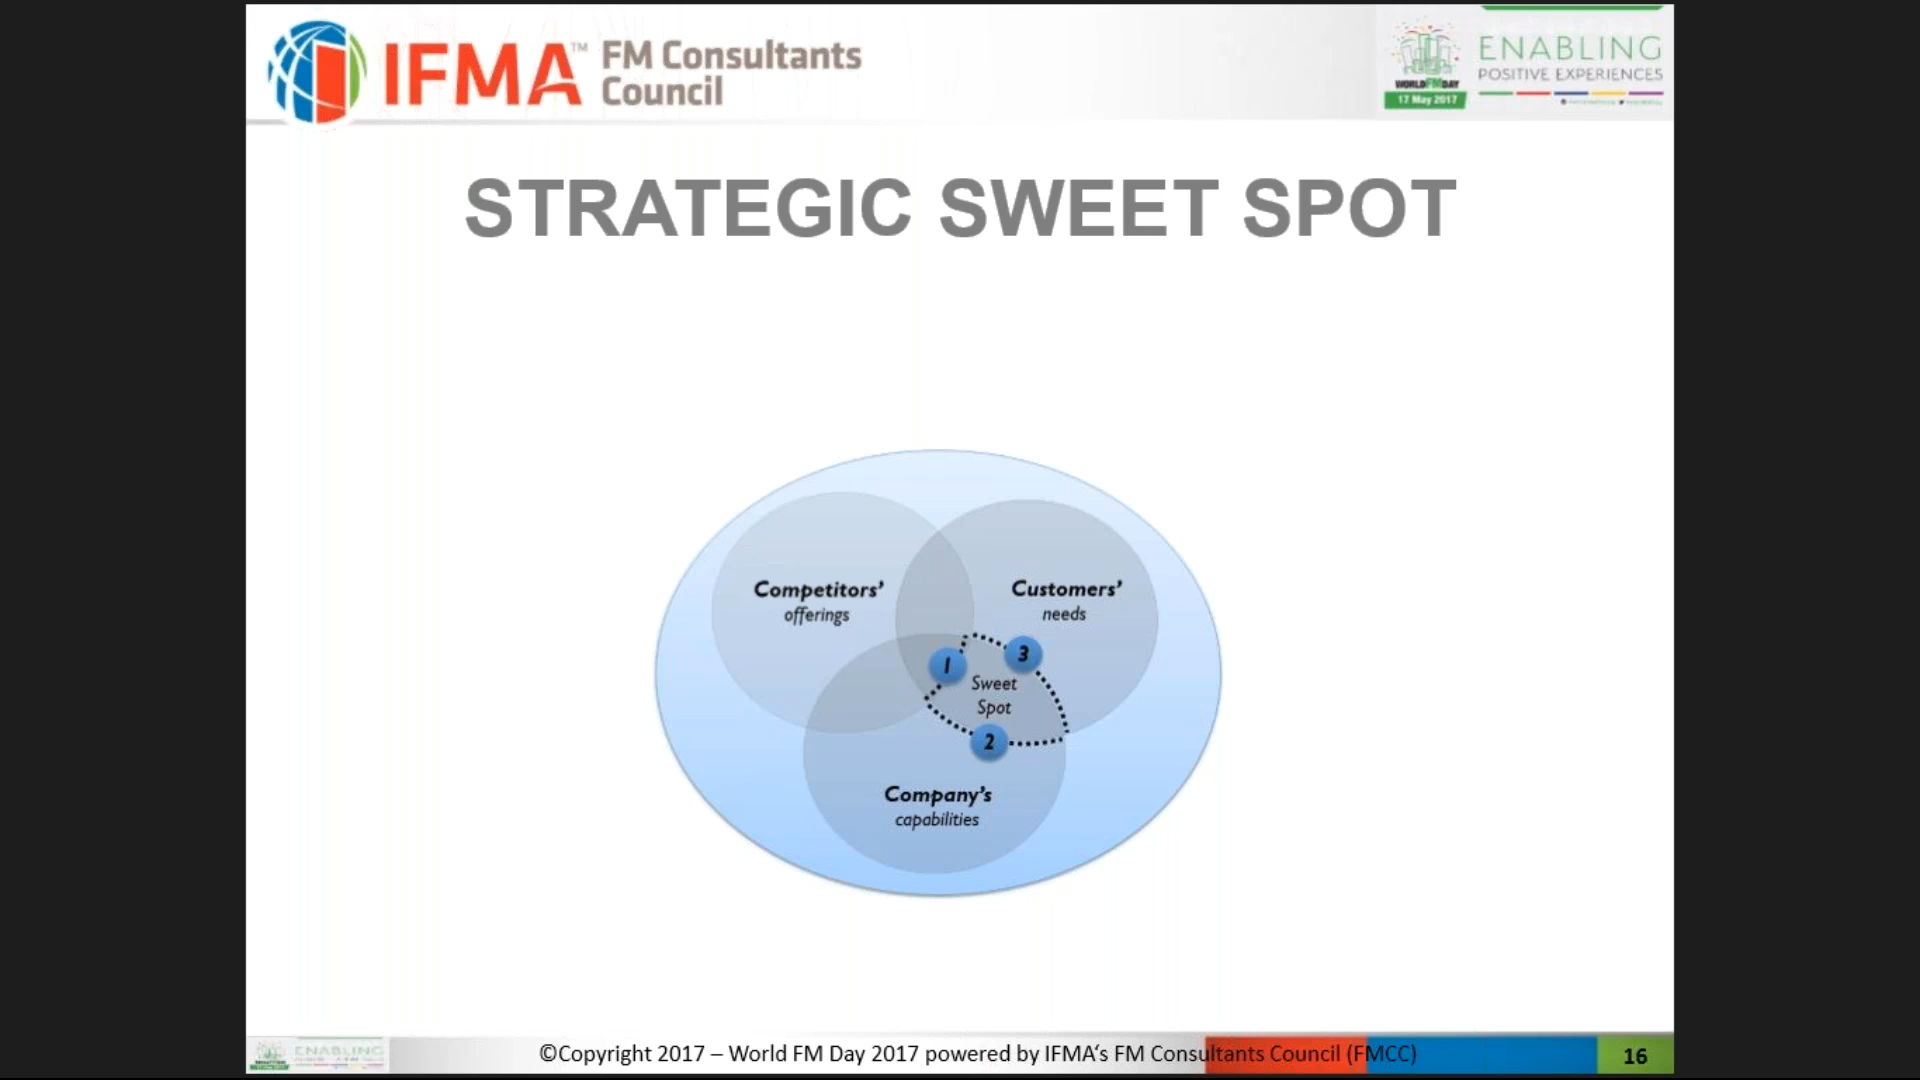 IFMA™ FM Consultants
Council
WORLD FM DAY
17 May 2017
ENABLING
POSITIVE EXPERIENCES
STRATEGIC SWEET SPOT
Competitors'
offerings
Customers'
needs
1
3
Sweet
Spot
2
Company's
capabilities
ENABLING
©Copyright 2017 – World FM Day 2017 powered by IFMA‘s FM Consultants Council (FMCC)
16